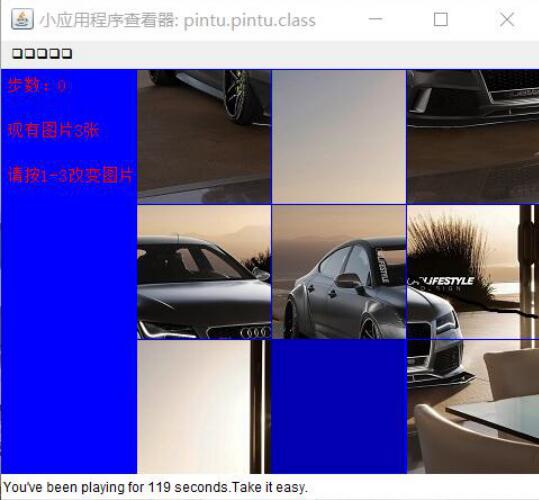 小应用程序查看器: pintu.pintu.class
步数：0
现有图片3张
请按1-3改变图片
LIFESTYLE
DESIGN
You've been playing for 119 seconds.Take it easy.